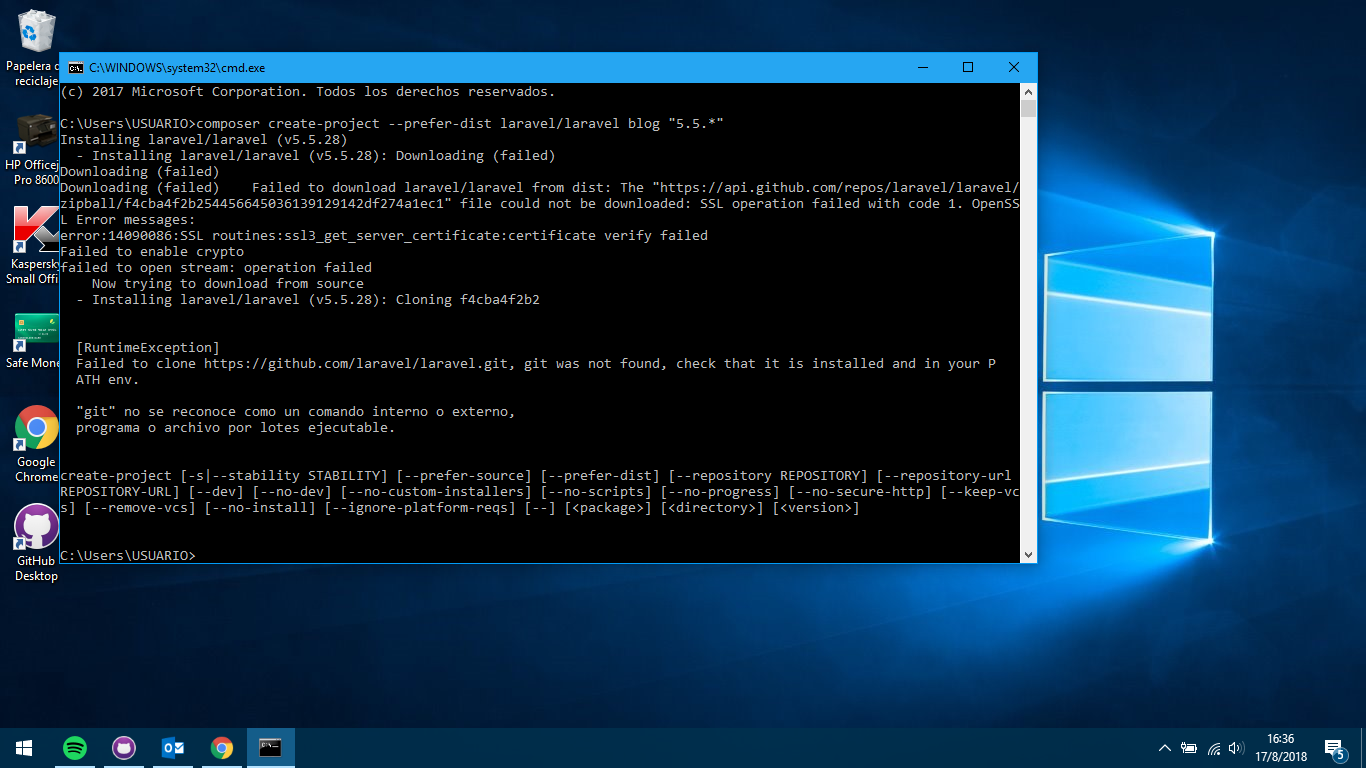 Papelera d
reciclaje
HP Officej
Pro 8600
Kaspersky
Small Offi
Safe Mone
Google
Chrome
GitHub
Desktop
C:\WINDOWS\system32\cmd.exe
(c) 2017 Microsoft Corporation. Todos los derechos reservados.
C:\Users\USUARIO>composer create-project --prefer-dist laravel/laravel blog "5.5.*"
Installing laravel/laravel (v5.5.28)
  - Installing laravel/laravel (v5.5.28): Downloading (failed)
Downloading (failed)
Downloading (failed)    Failed to download laravel/laravel from dist: The "https://api.github.com/repos/laravel/laravel/
zipball/f4cba4f2b254456645036139129142df274a1ec1" file could not be downloaded: SSL operation failed with code 1. OpenSS
L Error messages:
error:14090086:SSL routines:ssl3_get_server_certificate:certificate verify failed
Failed to enable crypto
failed to open stream: operation failed
    Now trying to download from source
  - Installing laravel/laravel (v5.5.28): Cloning f4cba4f2b2
  [RuntimeException]
  Failed to clone https://github.com/laravel/laravel.git, git was not found, check that it is installed and in your P
  ATH env.
  "git" no se reconoce como un comando interno o externo,
  programa o archivo por lotes ejecutable.
create-project [-s|--stability STABILITY] [--prefer-source] [--prefer-dist] [--repository REPOSITORY] [--repository-url
REPOSITORY-URL] [--dev] [--no-dev] [--no-custom-installers] [--no-scripts] [--no-progress] [--no-secure-http] [--keep-vc
s] [--remove-vcs] [--no-install] [--ignore-platform-reqs] [--] [<package>] [<directory>] [<version>]
C:\Users\USUARIO>
16:36
17/8/2018
5